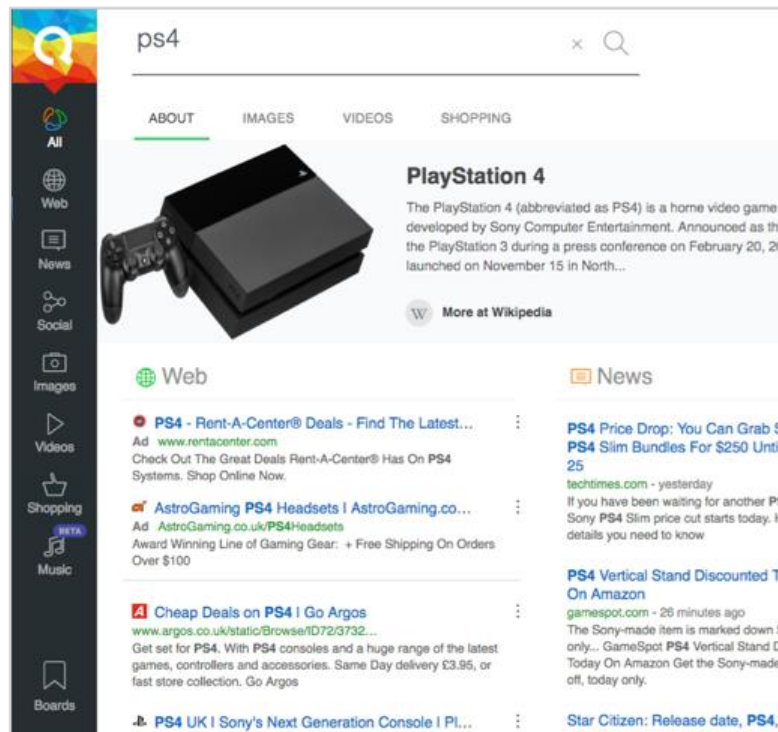 ps4
×
ABOUT IMAGES VIDEOS SHOPPING
All
Web
News
Social
Images
Videos
Shopping
BETA
Music
Boards
PlayStation 4
The PlayStation 4 (abbreviated as PS4) is a home video game
developed by Sony Computer Entertainment. Announced as th
the PlayStation 3 during a press conference on February 20, 20
launched on November 15 in North...
W More at Wikipedia
Web
PS4 - Rent-A-Center® Deals - Find The Latest...
Ad www.rentacenter.com
Check Out The Great Deals Rent-A-Center® Has On PS4
Systems. Shop Online Now.
AstroGaming PS4 Headsets | AstroGaming.co...
Ad AstroGaming.co.uk/PS4Headsets
Award Winning Line of Gaming Gear: + Free Shipping On Orders
Over $100
Cheap Deals on PS4 | Go Argos
www.argos.co.uk/static/Browse/ID72/3732...
Get set for PS4. With PS4 consoles and a huge range of the latest
games, controllers and accessories. Same Day delivery £3.95, or
fast store collection. Go Argos
PS4 UK | Sony's Next Generation Console | Pl...
News
PS4 Price Drop: You Can Grab S
PS4 Slim Bundles For $250 Unti
25
techtimes.com - yesterday
If you have been waiting for another PS
Sony PS4 Slim price cut starts today. H
details you need to know
PS4 Vertical Stand Discounted T
On Amazon
gamespot.com - 26 minutes ago
The Sony-made item is marked down
only... GameSpot PS4 Vertical Stand D
Today On Amazon Get the Sony-made
off, today only.
Star Citizen: Release date, PS4,